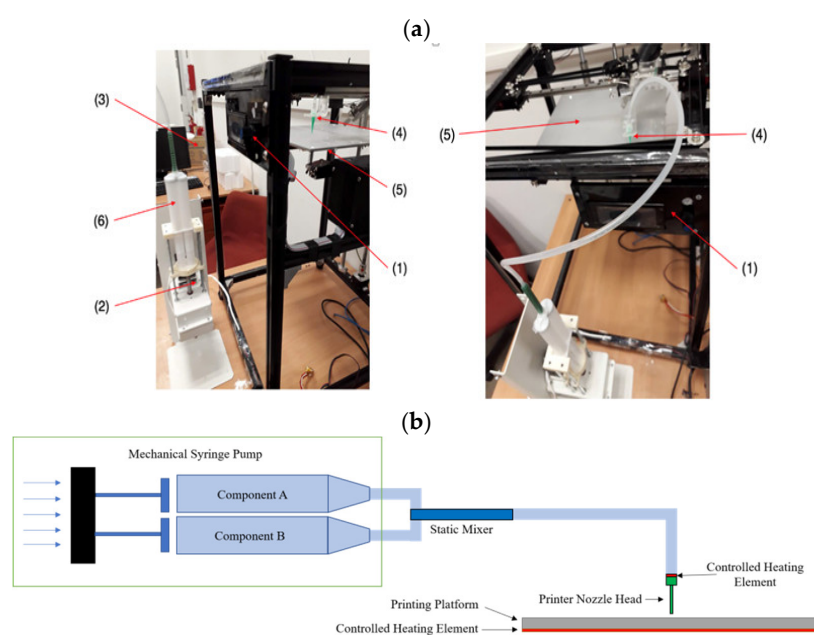 (a)
(3)
(4)
(5)
(6)
(1)
(2)
(5)
(4)
(1)
(b)
Mechanical Syringe Pump
Component A
Component B
Static Mixer
Controlled Heating
Element
Printer Nozzle Head
Printing Platform
Controlled Heating Element